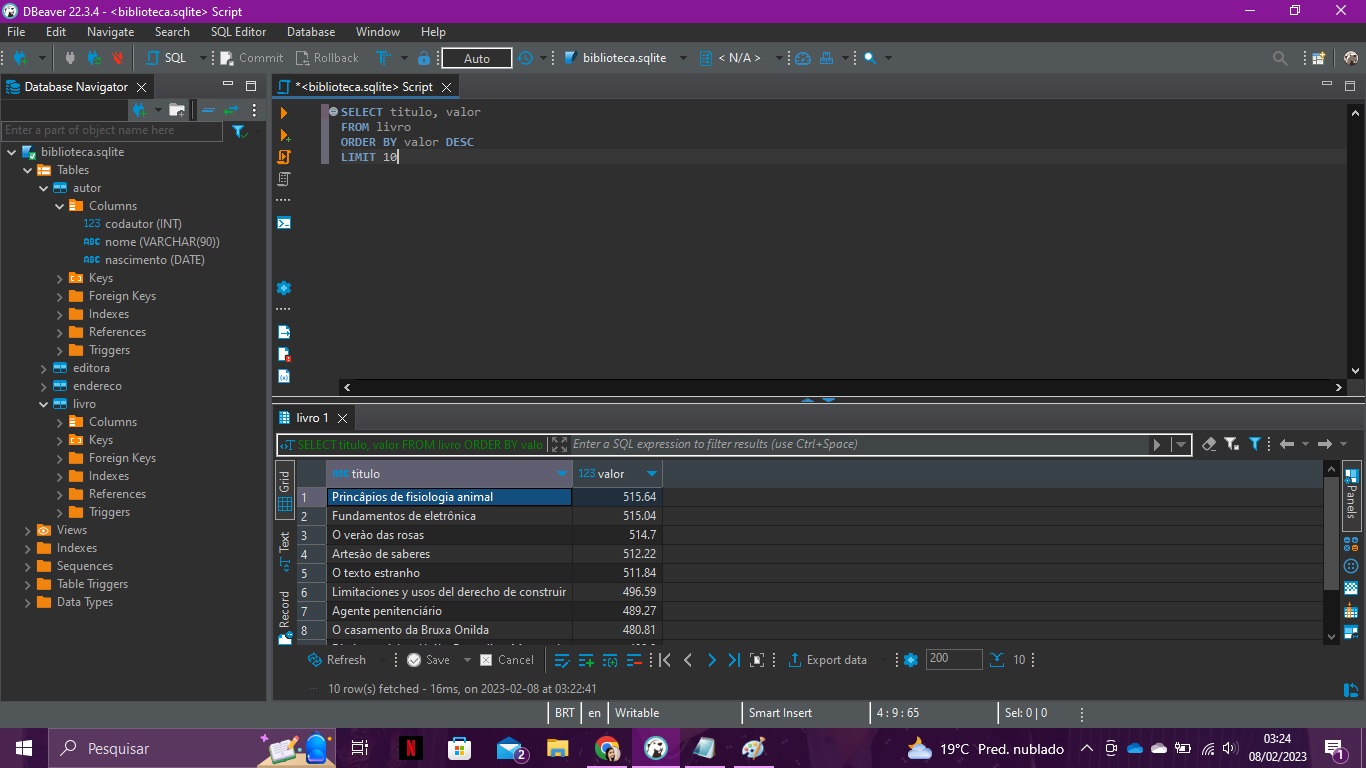 DBeaver 22.3.4 - <biblioteca.sqlite> Script
File Edit Navigate Search SQL Editor Database Window Help
SQL Commit Rollback Auto biblioteca.sqlite < N/A >
Database Navigator
*<biblioteca.sqlite> Script
Enter a part of object name here
biblioteca.sqlite
Tables
autor
Columns
123 codautor (INT)
ABC nome (VARCHAR(90))
ABC nascimento (DATE)
Keys
Foreign Keys
Indexes
References
Triggers
editora
endereco
livro
Columns
Keys
Foreign Keys
Indexes
References
Triggers
Views
Indexes
Sequences
Table Triggers
Data Types
SELECT titulo, valor
FROM livro
ORDER BY valor DESC
LIMIT 10
livro 1
SELECT titulo, valor FROM livro ORDER BY valo
Enter a SQL expression to filter results (use Ctrl+Space)
Grid
Text
Record
Panels
ABC titulo 123 valor
1 Princâpios de fisiologia animal 515.64
2 Fundamentos de eletrônica 515.04
3 O verào das rosas 514.7
4 Artesào de saberes 512.22
5 O texto estranho 511.84
6 Limitaciones y usos del derecho de construir 496.59
7 Agente penitenciário 489.27
8 O casamento da Bruxa Onilda 480.81
Refresh Save Cancel Export data 200 10
10 row(s) fetched - 16ms, on 2023-02-08 at 03:22:41
BRT en Writable Smart Insert 4 : 9 : 65 Sel: 0 | 0
Pesquisar
N
2
19°C Pred. nublado
03:24
08/02/2023
1